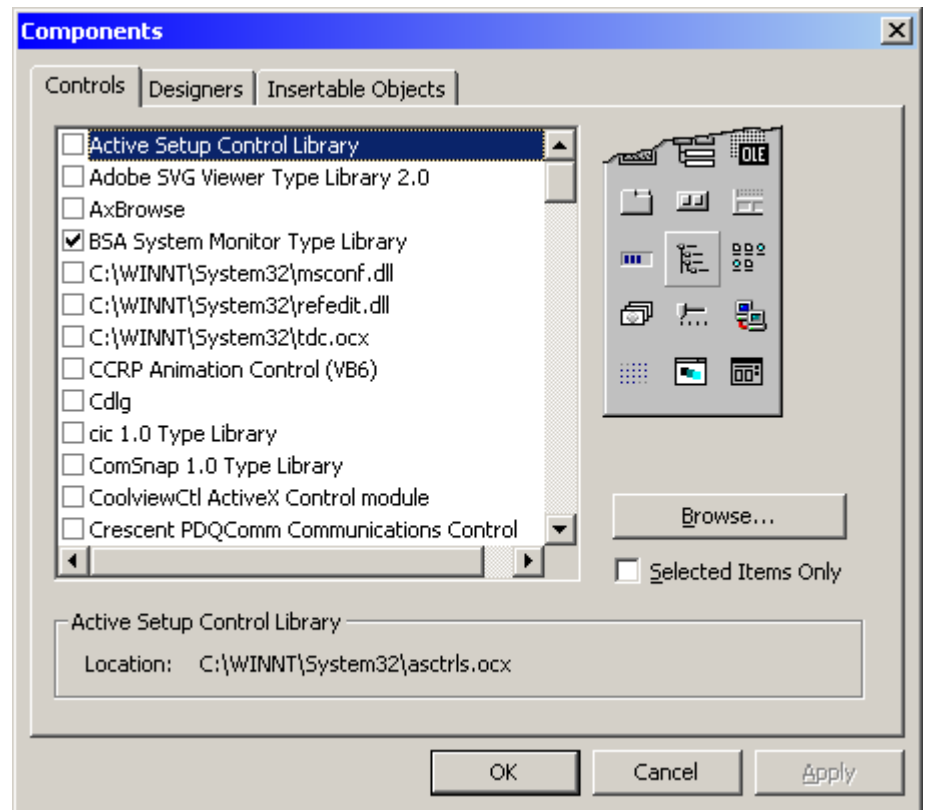 Components
Controls Designers Insertable Objects
Active Setup Control Library
Adobe SVG Viewer Type Library 2.0
AxBrowse
BSA System Monitor Type Library
C:\WINNT\System32\msconf.dll
C:\WINNT\System32\refedit.dll
C:\WINNT\System32\tdc.ocx
CCRP Animation Control (VB6)
Cdlg
cic 1.0 Type Library
ComSnap 1.0 Type Library
CoolviewCtl ActiveX Control module
Crescent PDQComm Communications Control
OLE
Browse...
Selected Items Only
Active Setup Control Library
Location: C:\WINNT\System32\asctrls.ocx
OK Cancel Apply